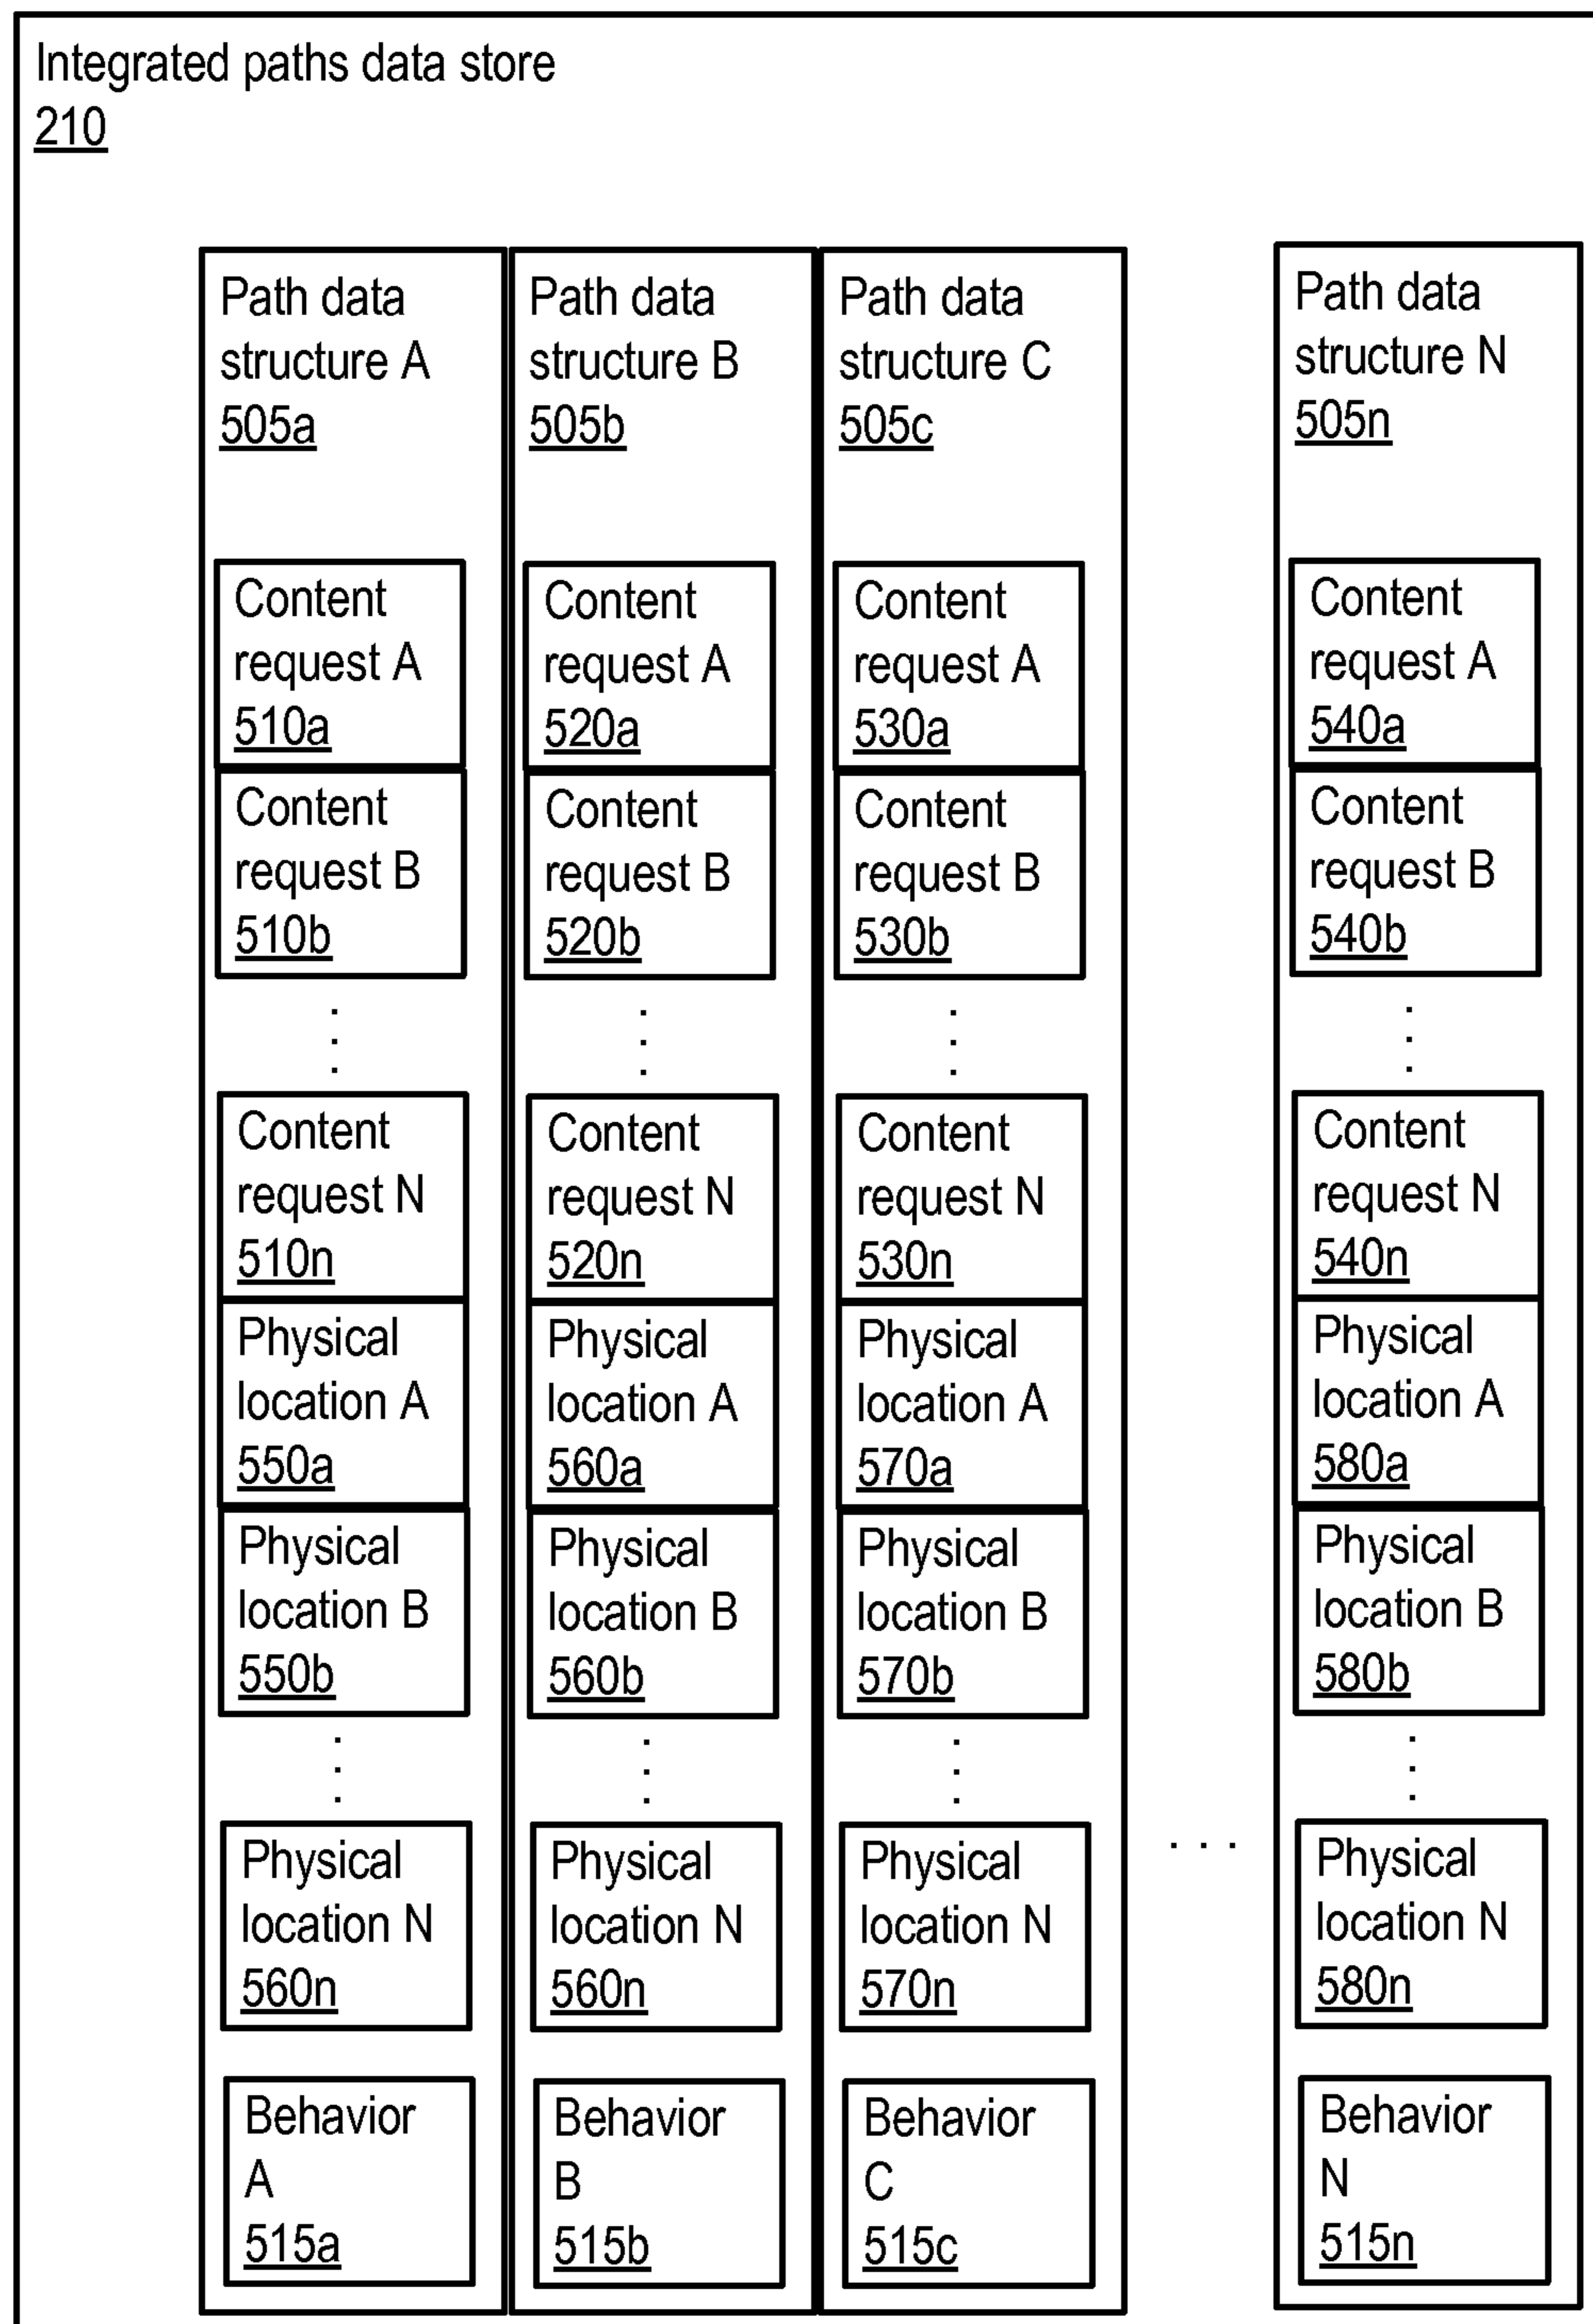 Integrated paths data store
210
Path data
structure A
505a
Content
request A
510a
Content
request B
510b
.
.
.
Content
request N
510n
Physical
location A
550a
Physical
location B
550b
.
.
.
Physical
location N
560n
Behavior
A
515a
Path data
structure B
505b
Content
request A
520a
Content
request B
520b
.
.
.
Content
request N
520n
Physical
location A
560a
Physical
location B
560b
.
.
.
Physical
location N
560n
Behavior
B
515b
Path data
structure C
505c
Content
request A
530a
Content
request B
530b
.
.
.
Content
request N
530n
Physical
location A
570a
Physical
location B
570b
.
.
.
Physical
location N
570n
Behavior
C
515c
. . .
Path data
structure N
505n
Content
request A
540a
Content
request B
540b
.
.
.
Content
request N
540n
Physical
location A
580a
Physical
location B
580b
.
.
.
Physical
location N
580n
Behavior
N
515n